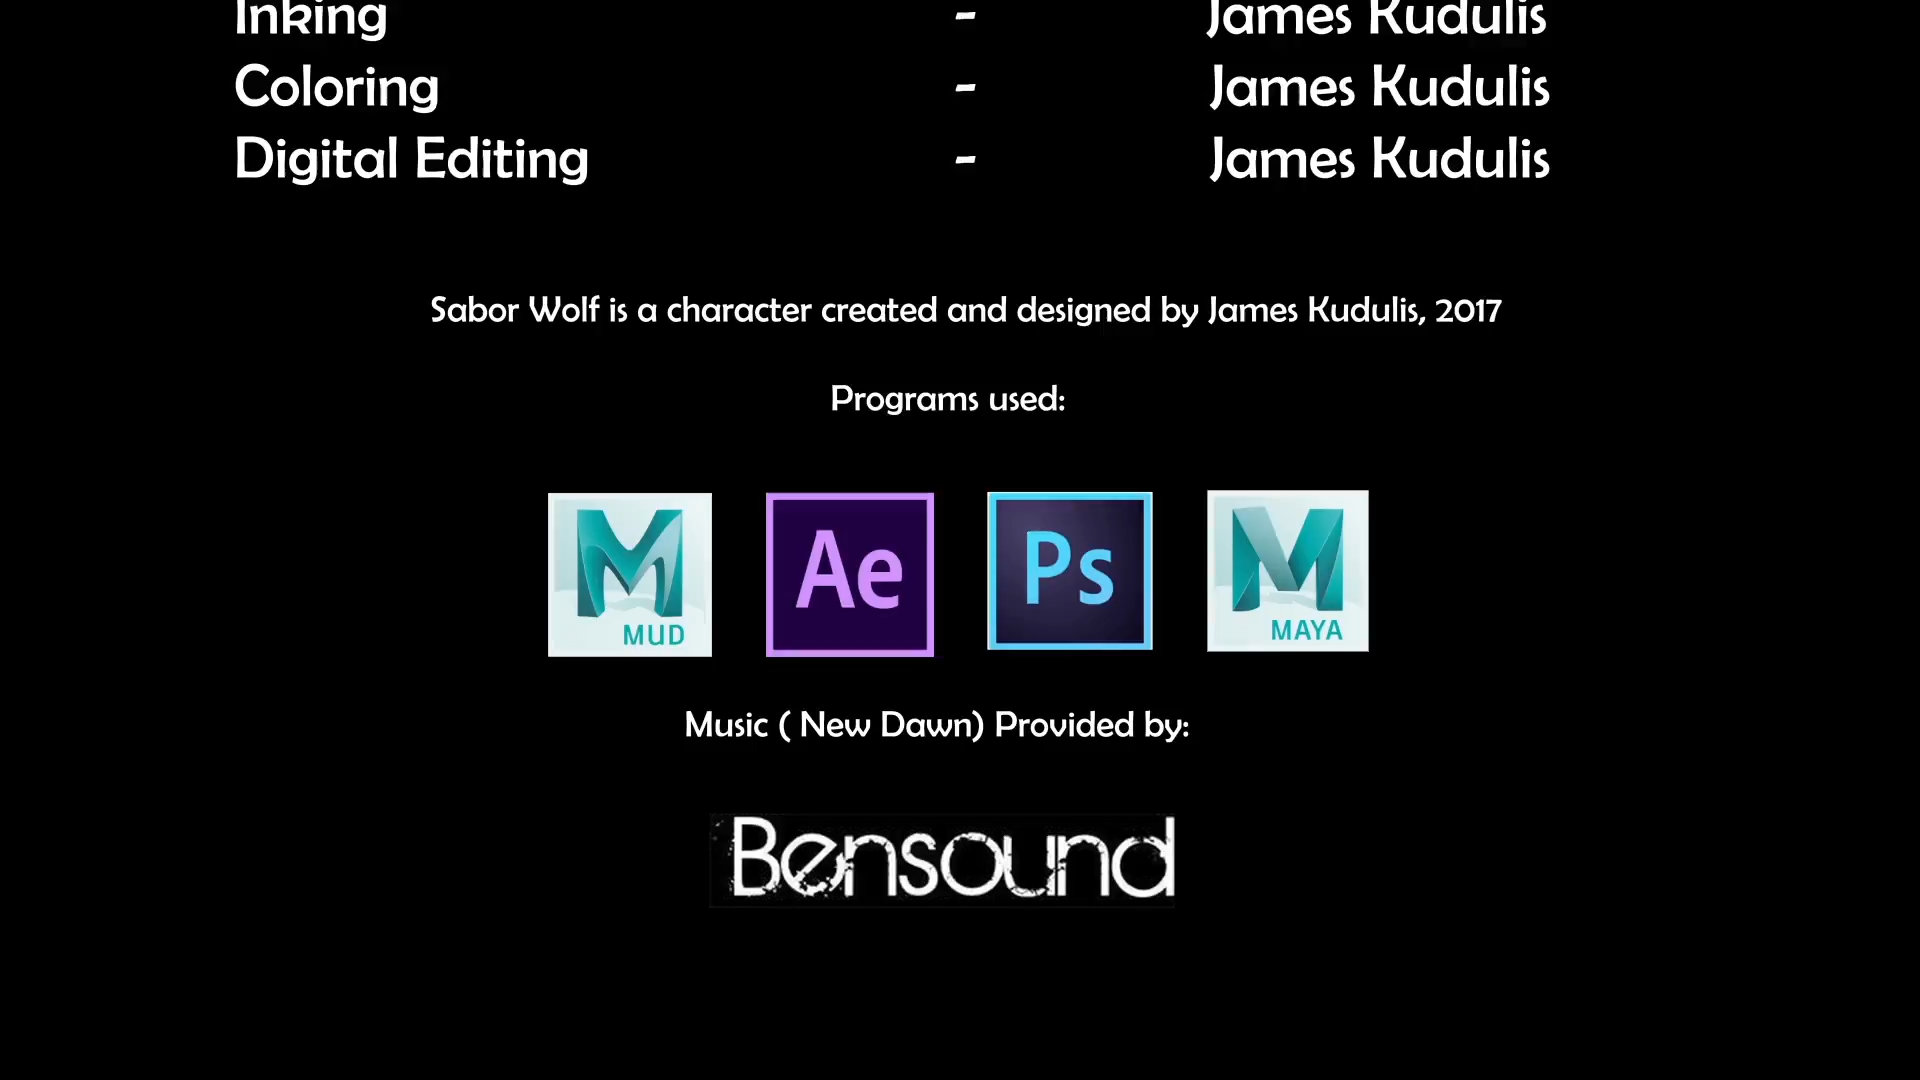 Inking - James Kudulis
Coloring - James Kudulis
Digital Editing - James Kudulis
Sabor Wolf is a character created and designed by James Kudulis, 2017
Programs used:
MUD Ae Ps MAYA
Music ( New Dawn) Provided by:
Bensound